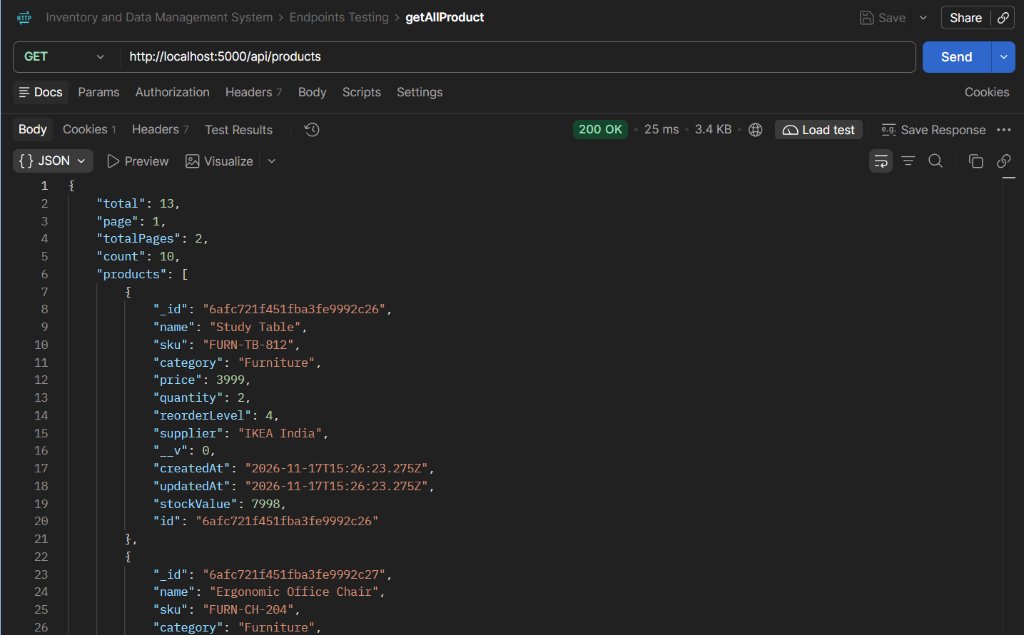 HTTP Inventory and Data Management System > Endpoints Testing > getAllProduct Save Share
GET http://localhost:5000/api/products Send
Docs Params Authorization Headers 7 Body Scripts Settings Cookies
Body Cookies 1 Headers 7 Test Results 200 OK • 25 ms • 3.4 KB • Load test e.g. Save Response
{ } JSON Preview Visualize
1 {
2 "total": 13,
3 "page": 1,
4 "totalPages": 2,
5 "count": 10,
6 "products": [
7 {
8 "_id": "6afc721f451fba3fe9992c26",
9 "name": "Study Table",
10 "sku": "FURN-TB-812",
11 "category": "Furniture",
12 "price": 3999,
13 "quantity": 2,
14 "reorderLevel": 4,
15 "supplier": "IKEA India",
16 "__v": 0,
17 "createdAt": "2026-11-17T15:26:23.275Z",
18 "updatedAt": "2026-11-17T15:26:23.275Z",
19 "stockValue": 7998,
20 "id": "6afc721f451fba3fe9992c26"
21 },
22 {
23 "_id": "6afc721f451fba3fe9992c27",
24 "name": "Ergonomic Office Chair",
25 "sku": "FURN-CH-204",
26 "category": "Furniture",